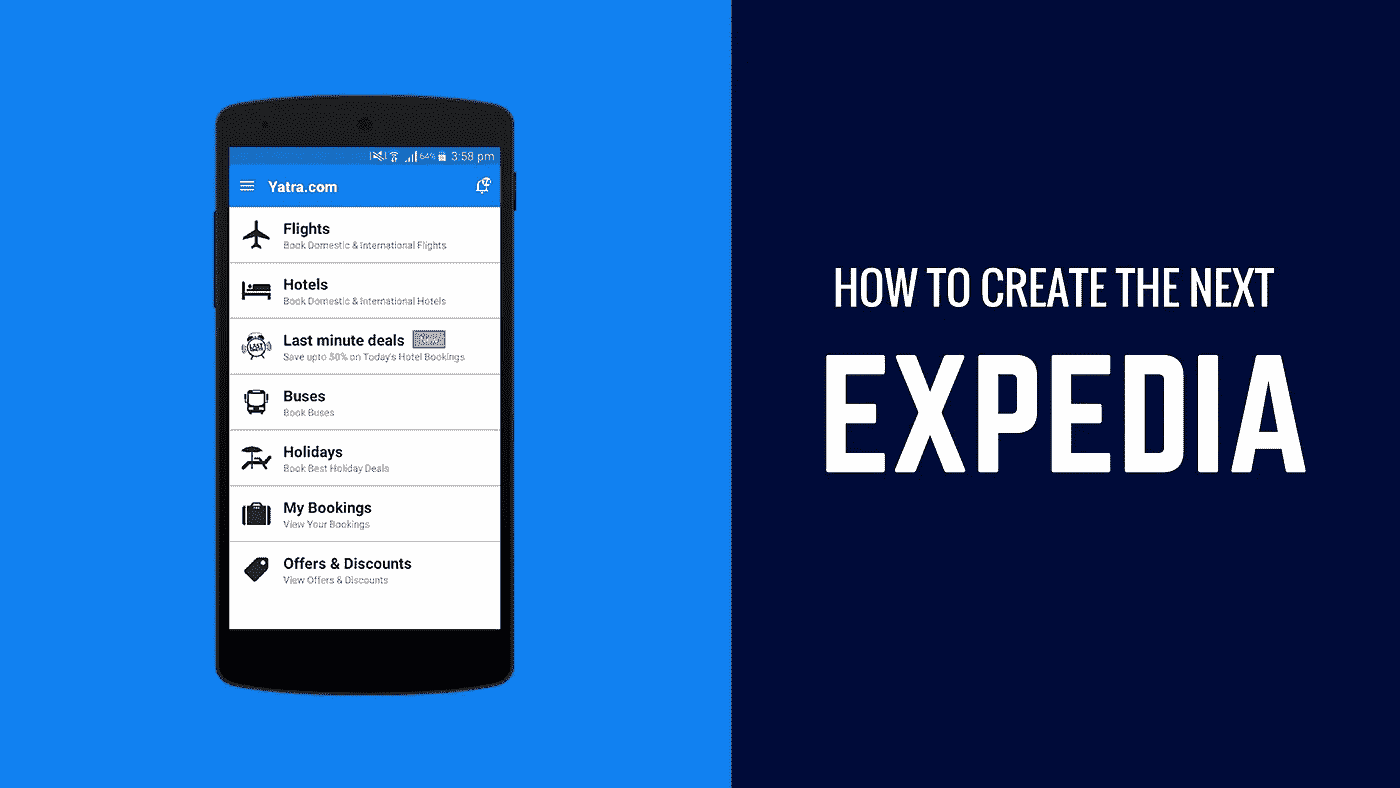 64% 3:58 pm
Yatra.com
Flights
Book Domestic & International Flights
Hotels
Book Domestic & International Hotels
Last minute deals
Save upto 50% on Today's Hotel Bookings
Buses
Book Buses
Holidays
Book Best Holiday Deals
My Bookings
View Your Bookings
Offers & Discounts
View Offers & Discounts
HOW TO CREATE THE NEXT
EXPEDIA